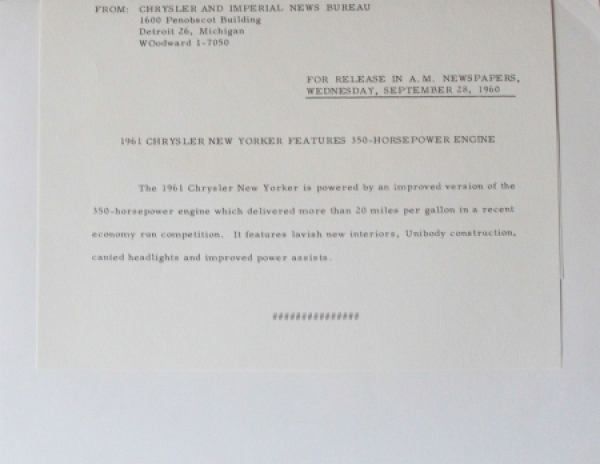 FROM: CHRYSLER AND IMPERIAL NEWS BUREAU
1600 Penobscot Building
Detroit 26, Michigan
WOodward 1-7050
FOR RELEASE IN A.M. NEWSPAPERS,
WEDNESDAY, SEPTEMBER 28, 1960
1961 CHRYSLER NEW YORKER FEATURES 350-HORSEPOWER ENGINE
The 1961 Chrysler New Yorker is powered by an improved version of the
350-horsepower engine which delivered more than 20 miles per gallon in a recent
economy run competition. It features lavish new interiors, Unibody construction,
canted headlights and improved power assists.
###############